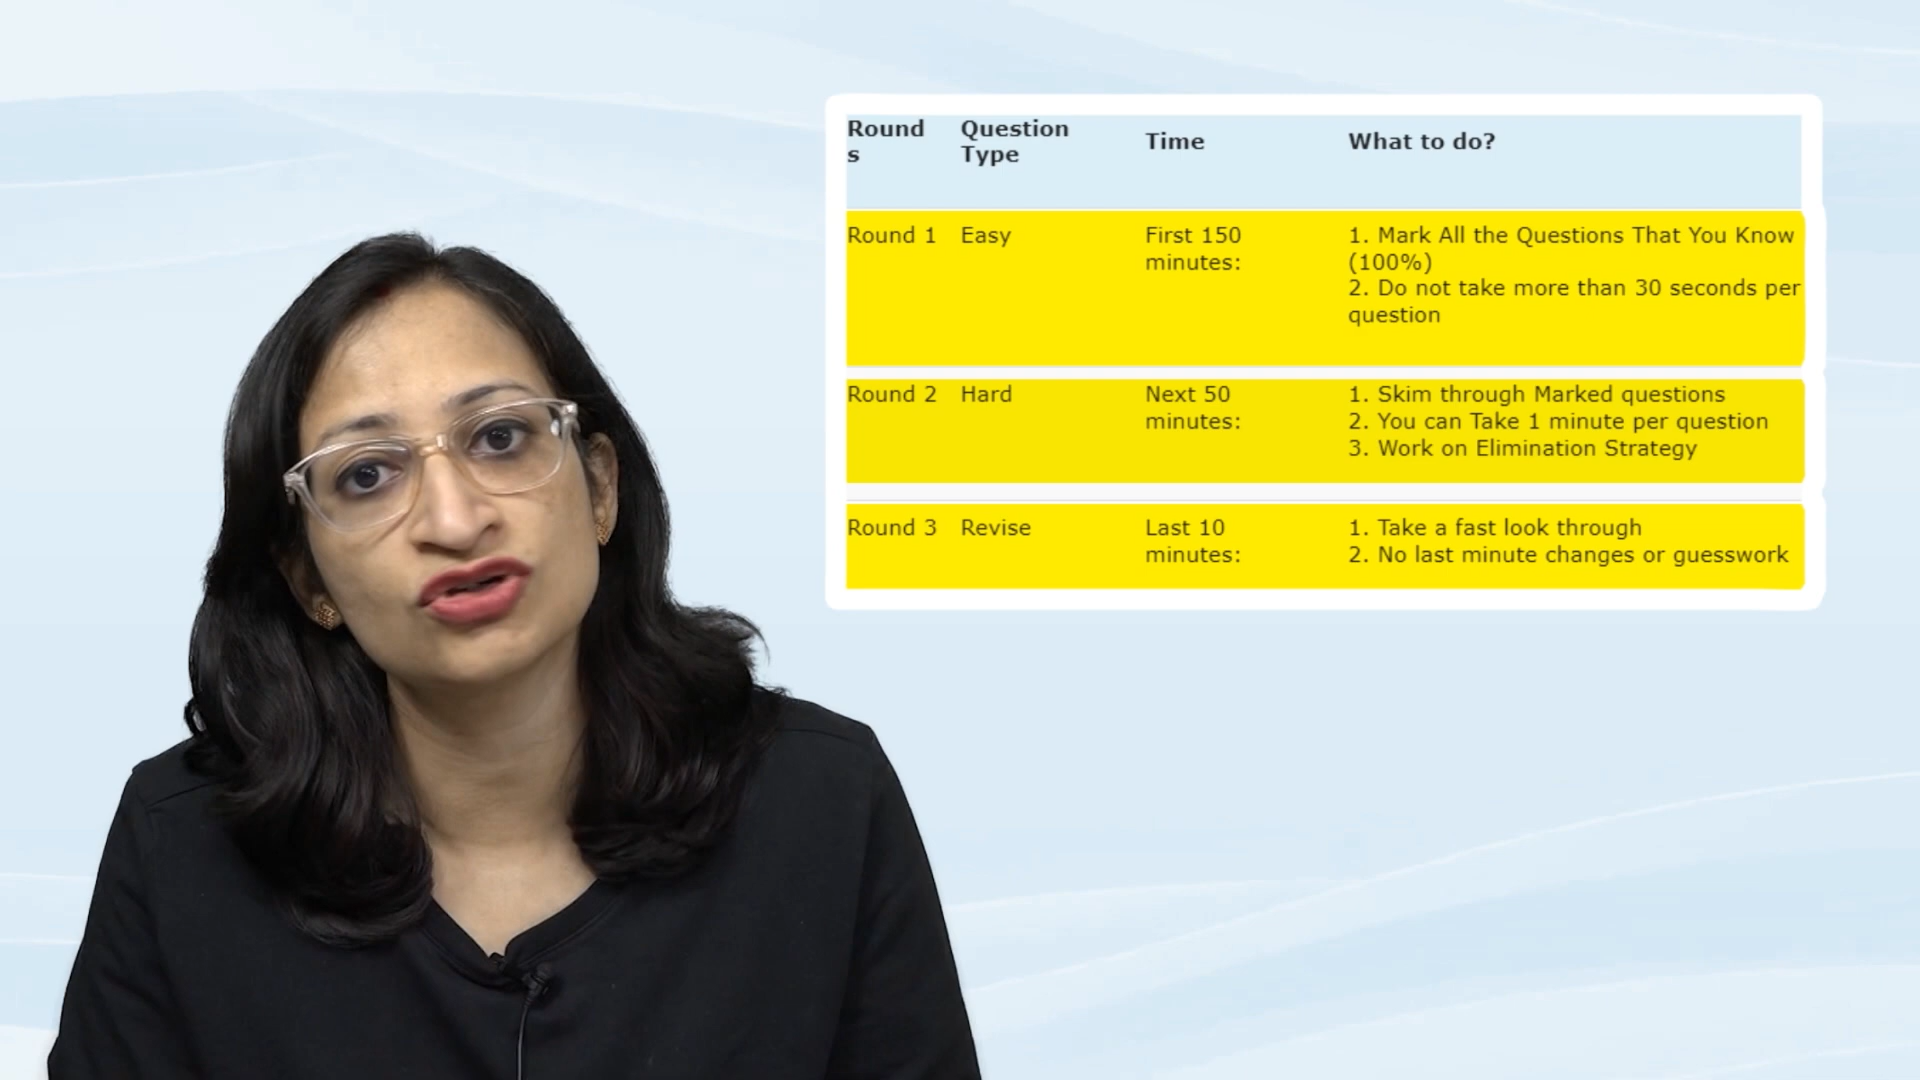 Round
s
Question
Type
Time
What to do?
Round 1
Easy
First 150
minutes:
1. Mark All the Questions That You Know
(100%)
2. Do not take more than 30 seconds per
question
Round 2
Hard
Next 50
minutes:
1. Skim through Marked questions
2. You can Take 1 minute per question
3. Work on Elimination Strategy
Round 3
Revise
Last 10
minutes:
1. Take a fast look through
2. No last minute changes or guesswork